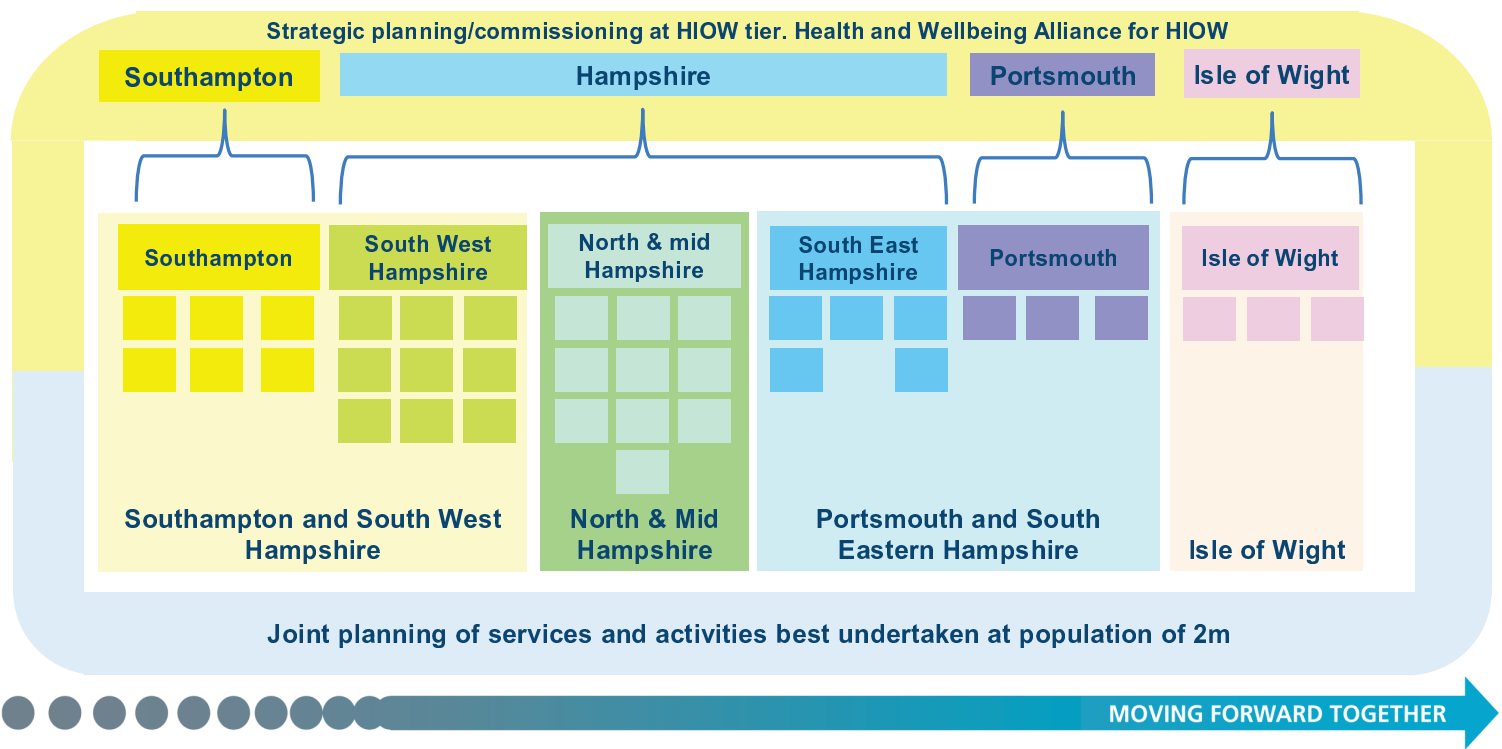 Strategic planning/commissioning at HIOW tier. Health and Wellbeing Alliance for HIOW
Southampton
Hampshire
Portsmouth
Isle of Wight
Southampton
South West
Hampshire
North & mid
Hampshire
South East
Hampshire
Portsmouth
Isle of Wight
Southampton and South West
Hampshire
North & Mid
Hampshire
Portsmouth and South
Eastern Hampshire
Isle of Wight
Joint planning of services and activities best undertaken at population of 2m
MOVING FORWARD TOGETHER